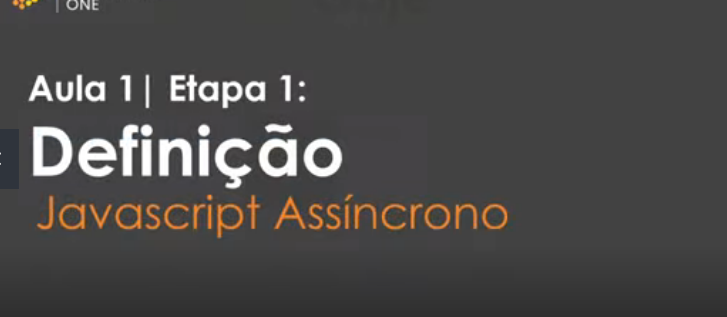 | ONE
Aula 1| Etapa 1:
Definição
Javascript Assíncrono